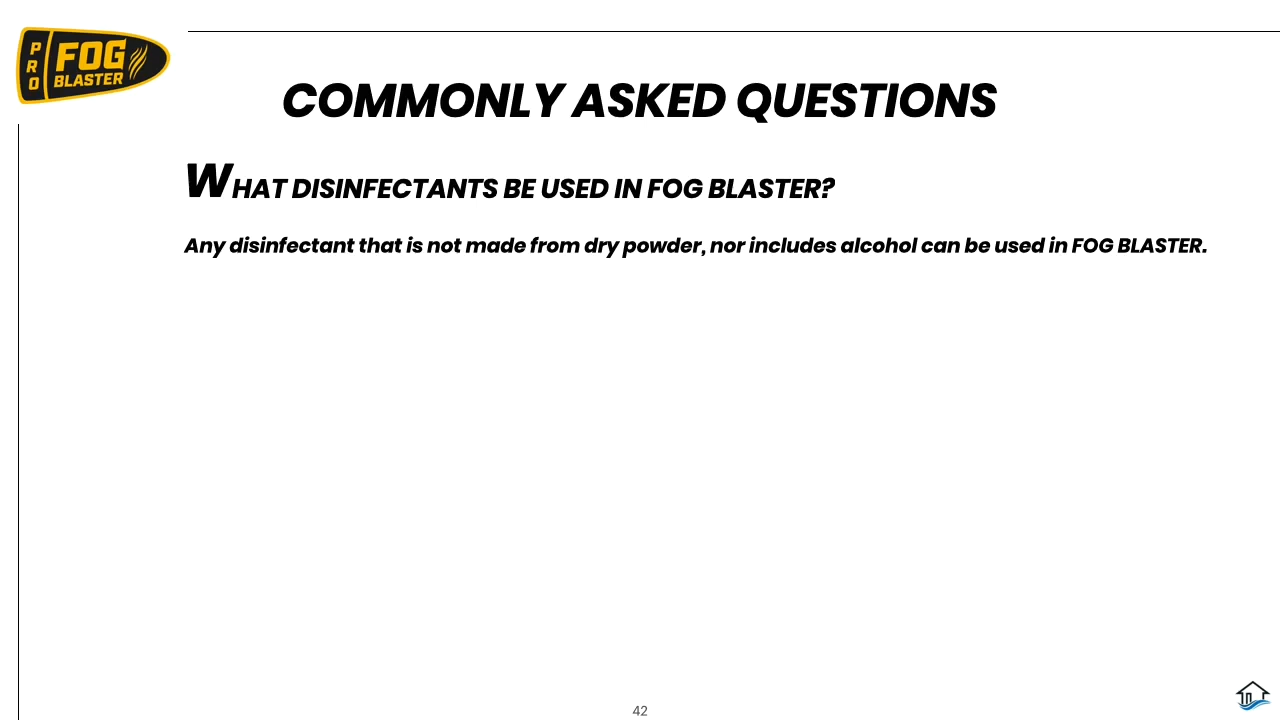 PRO
FOG
BLASTER
COMMONLY ASKED QUESTIONS
WHAT DISINFECTANTS BE USED IN FOG BLASTER?
Any disinfectant that is not made from dry powder, nor includes alcohol can be used in FOG BLASTER.
42